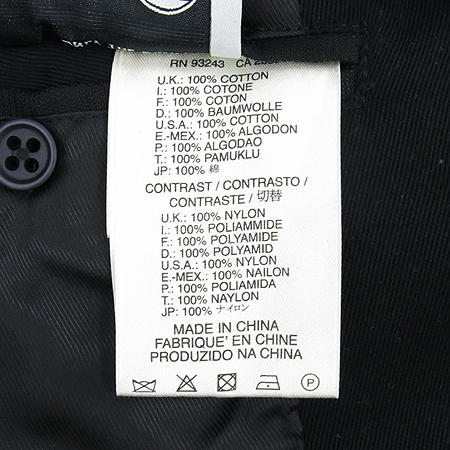 RN 93243 CA
U.K.: 100% COTTON
I.: 100% COTONE
F.: 100% COTON
D.: 100% BAUMWOLLE
U.S.A.: 100% COTTON
E.-MEX.: 100% ALGODON
P.: 100% ALGODAO
T.: 100% PAMUKLU
JP: 100% 綿
CONTRAST / CONTRASTO /
CONTRASTE / 切替
U.K.: 100% NYLON
I.: 100% POLIAMMIDE
F.: 100% POLYAMIDE
D.: 100% POLYAMID
U.S.A.: 100% NYLON
E.-MEX.: 100% NAILON
P.: 100% POLIAMIDA
T.: 100% NAYLON
JP: 100% ナイロン
MADE IN CHINA
FABRIQUE' EN CHINE
PRODUZIDO NA CHINA
P